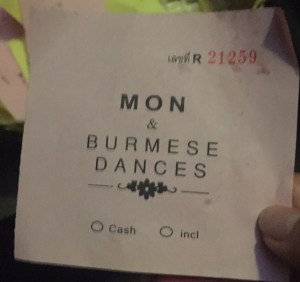 เลขที่ R 21259
MON
&
BURMESE
DANCES
Cash incl